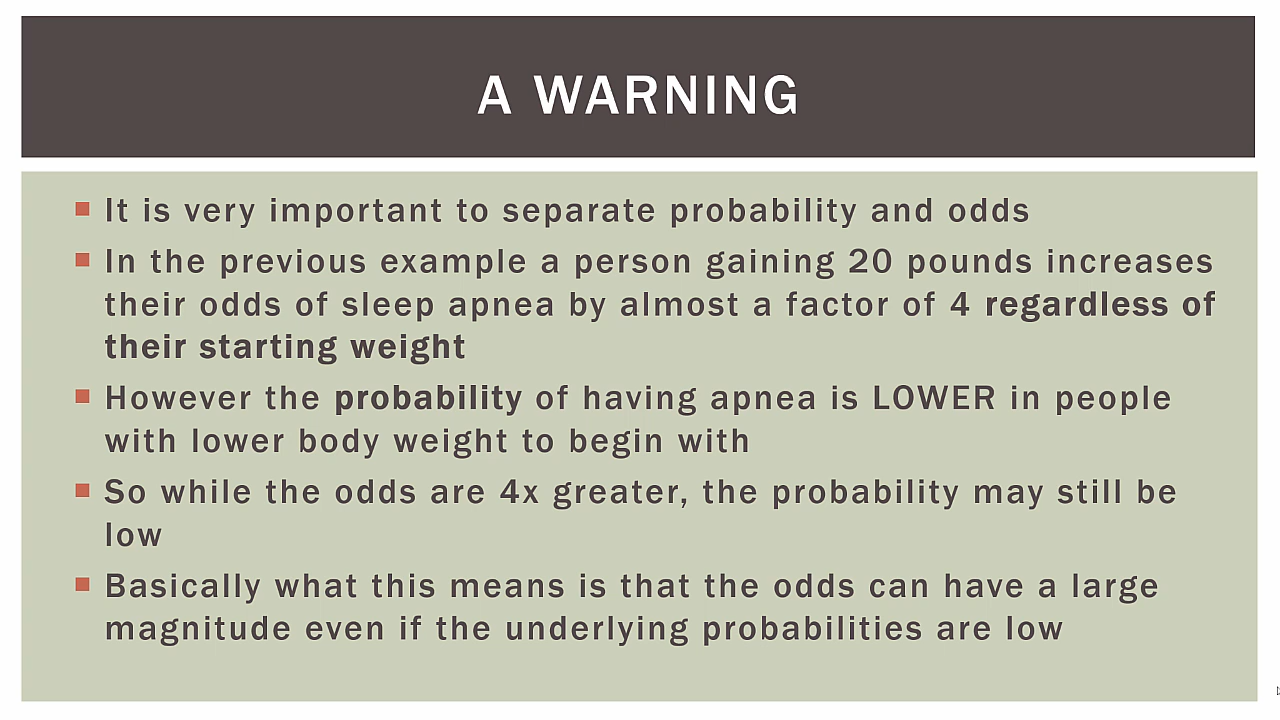 A WARNING
It is very important to separate probability and odds
In the previous example a person gaining 20 pounds increases
their odds of sleep apnea by almost a factor of 4 regardless of
their starting weight
However the probability of having apnea is LOWER in people
with lower body weight to begin with
So while the odds are 4x greater, the probability may still be
low
Basically what this means is that the odds can have a large
magnitude even if the underlying probabilities are low